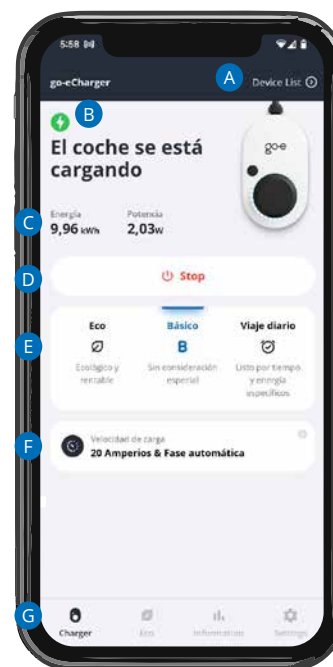 5:58
A
go-eCharger
Device List
B
El coche se está
cargando
go-e
Energía
Potencia
C
9,96 kWh
2,03w
D
Stop
Eco
Básico
Viaje diario
E
B
Ecológico y
rentable
Sin consideración
especial
Listo por tiempo
y energía
específicos
Velocidad de carga
F
20 Amperios & Fase automática
G
Charger
Eco
Information
Settings